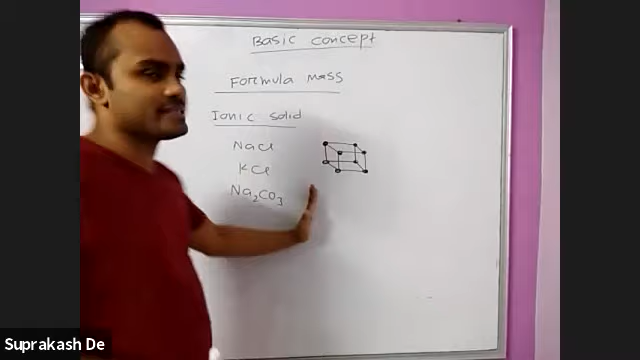 Basic concept
Formula mass
Ionic solid
NaCl
KCl
Na2CO3
Suprakash De